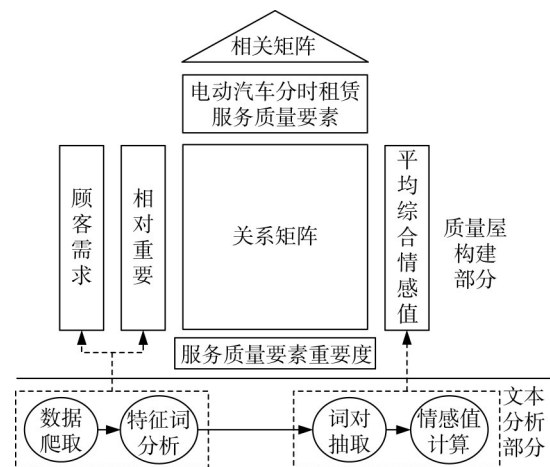 相关矩阵
电动汽车分时租赁
服务质量要素
顾客需求
相对重要
关系矩阵
平均综合情感值
质量屋
构建
部分
服务质量要素重要度
数据
爬取
特征词
分析
词对
抽取
情感值
计算
文本
分析
部分